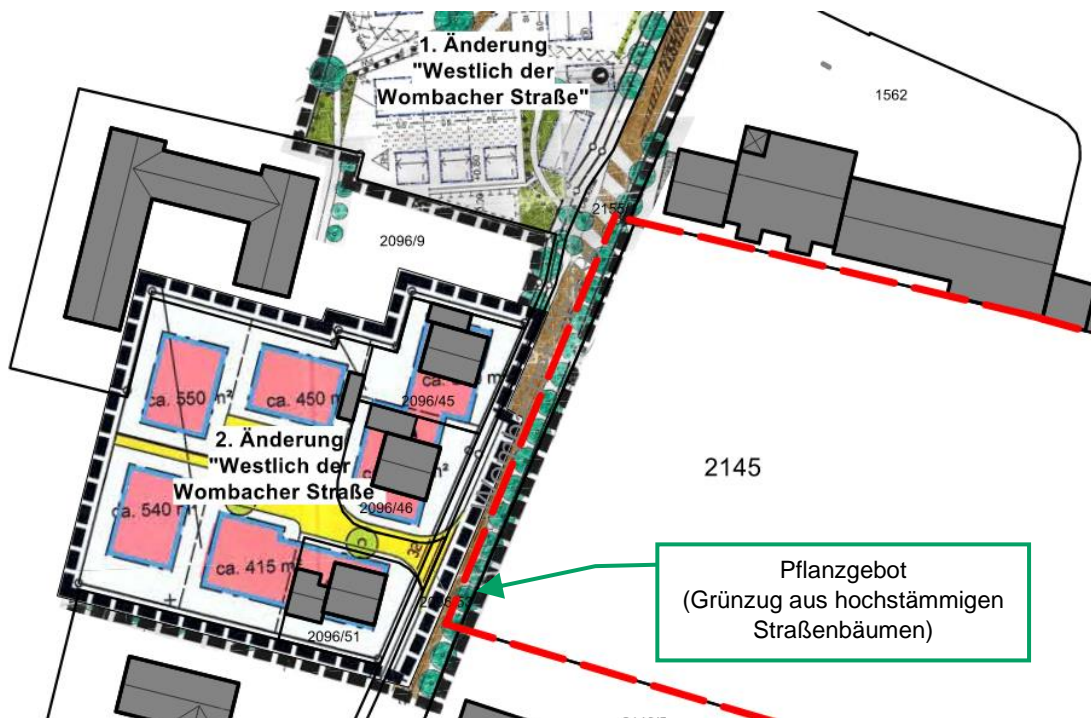 1. Änderung
"Westlich der
Wombacher Straße"
1562
2096/9
ca. 550 m²
ca. 450 m
ca.
2096/45
2. Änderung
"Westlich der
Wombacher Straße
2145
ca. 540 m
2096/46
ca. 415 m²
2096/51
Pflanzgebot
(Grünzug aus hochstämmigen
Straßenbäumen)